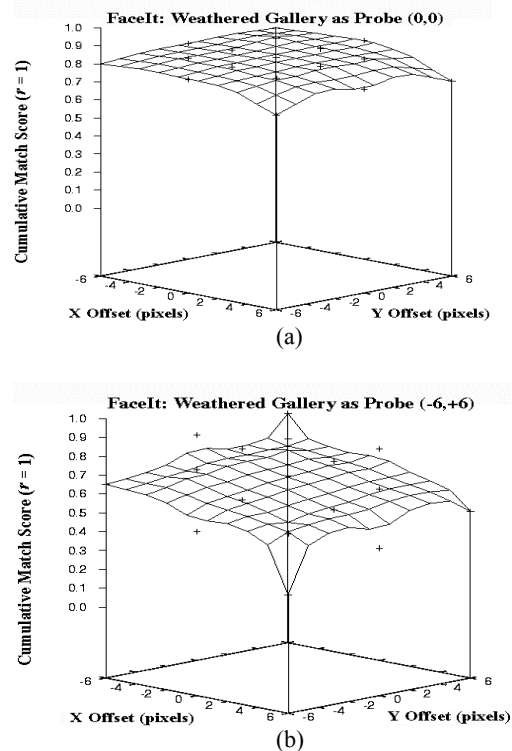 FaceIt: Weathered Gallery as Probe (0,0)
Cumulative Match Score (r = 1)
1.0
0.9
0.8
0.7
0.6
0.5
0.4
0.3
0.2
0.1
0.0
-6 -4 -2 0 2 4 6
X Offset (pixels)
-6 -4 -2 0 2 4 6
Y Offset (pixels)
(a)
FaceIt: Weathered Gallery as Probe (-6,+6)
Cumulative Match Score (r = 1)
1.0
0.9
0.8
0.7
0.6
0.5
0.4
0.3
0.2
0.1
0.0
-6 -4 -2 0 2 4 6
X Offset (pixels)
-6 -4 -2 0 2 4 6
Y Offset (pixels)
(b)